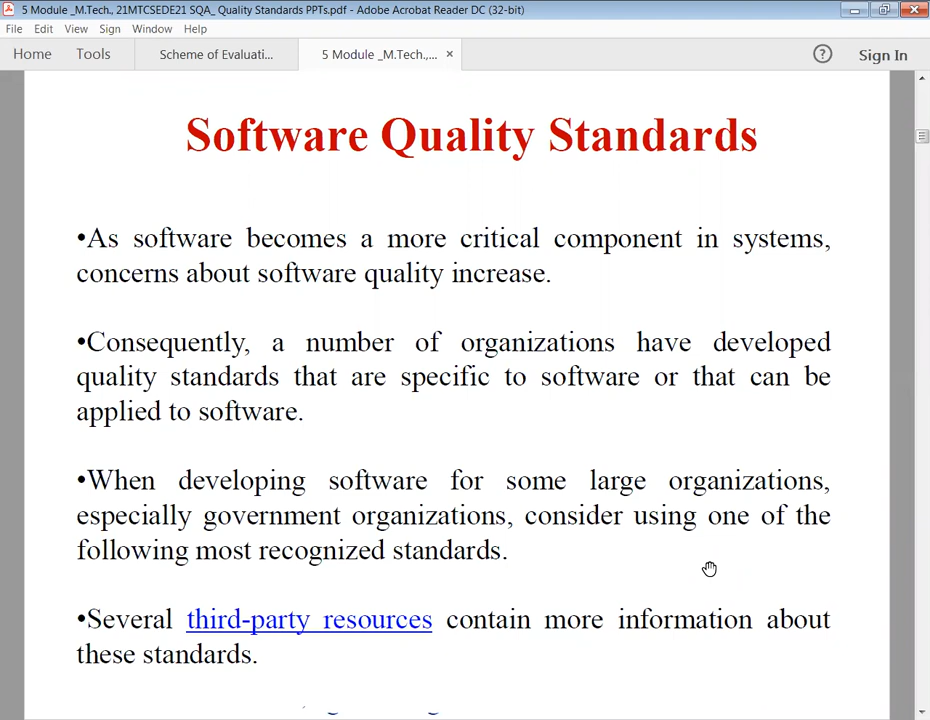 5 Module _M.Tech., 21MTCSEDE21 SQA_ Quality Standards PPTs.pdf - Adobe Acrobat Reader DC (32-bit)
File Edit View Sign Window Help
Home Tools Scheme of Evaluati... 5 Module _M.Tech.,... × ? Sign In
Software Quality Standards
•As software becomes a more critical component in systems,
concerns about software quality increase.
•Consequently, a number of organizations have developed
quality standards that are specific to software or that can be
applied to software.
•When developing software for some large organizations,
especially government organizations, consider using one of the
following most recognized standards.
•Several third-party resources contain more information about
these standards.